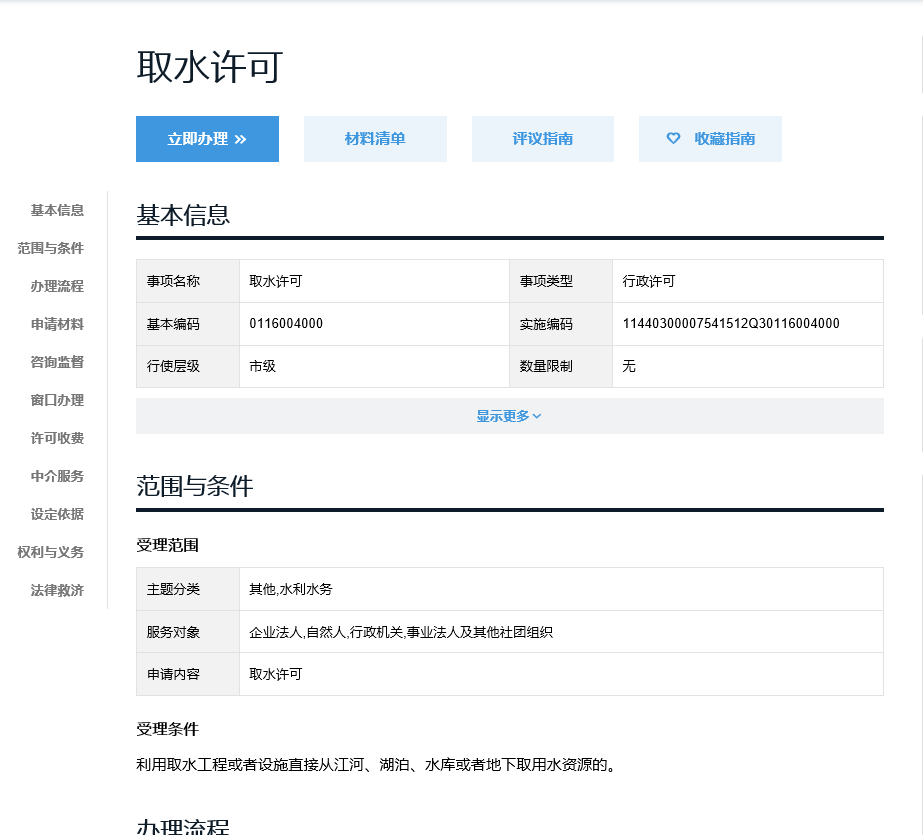 取水许可
立即办理 »
材料清单
评议指南
收藏指南
基本信息
范围与条件
办理流程
申请材料
咨询监督
窗口办理
许可收费
中介服务
设定依据
权利与义务
法律救济
基本信息
事项名称 取水许可 事项类型 行政许可
基本编码 0116004000 实施编码 11440300007541512Q30116004000
行使层级 市级 数量限制 无
显示更多
范围与条件
受理范围
主题分类 其他,水利水务
服务对象 企业法人,自然人,行政机关,事业法人及其他社团组织
申请内容 取水许可
受理条件
利用取水工程或者设施直接从江河、湖泊、水库或者地下取用水资源的。
办理流程